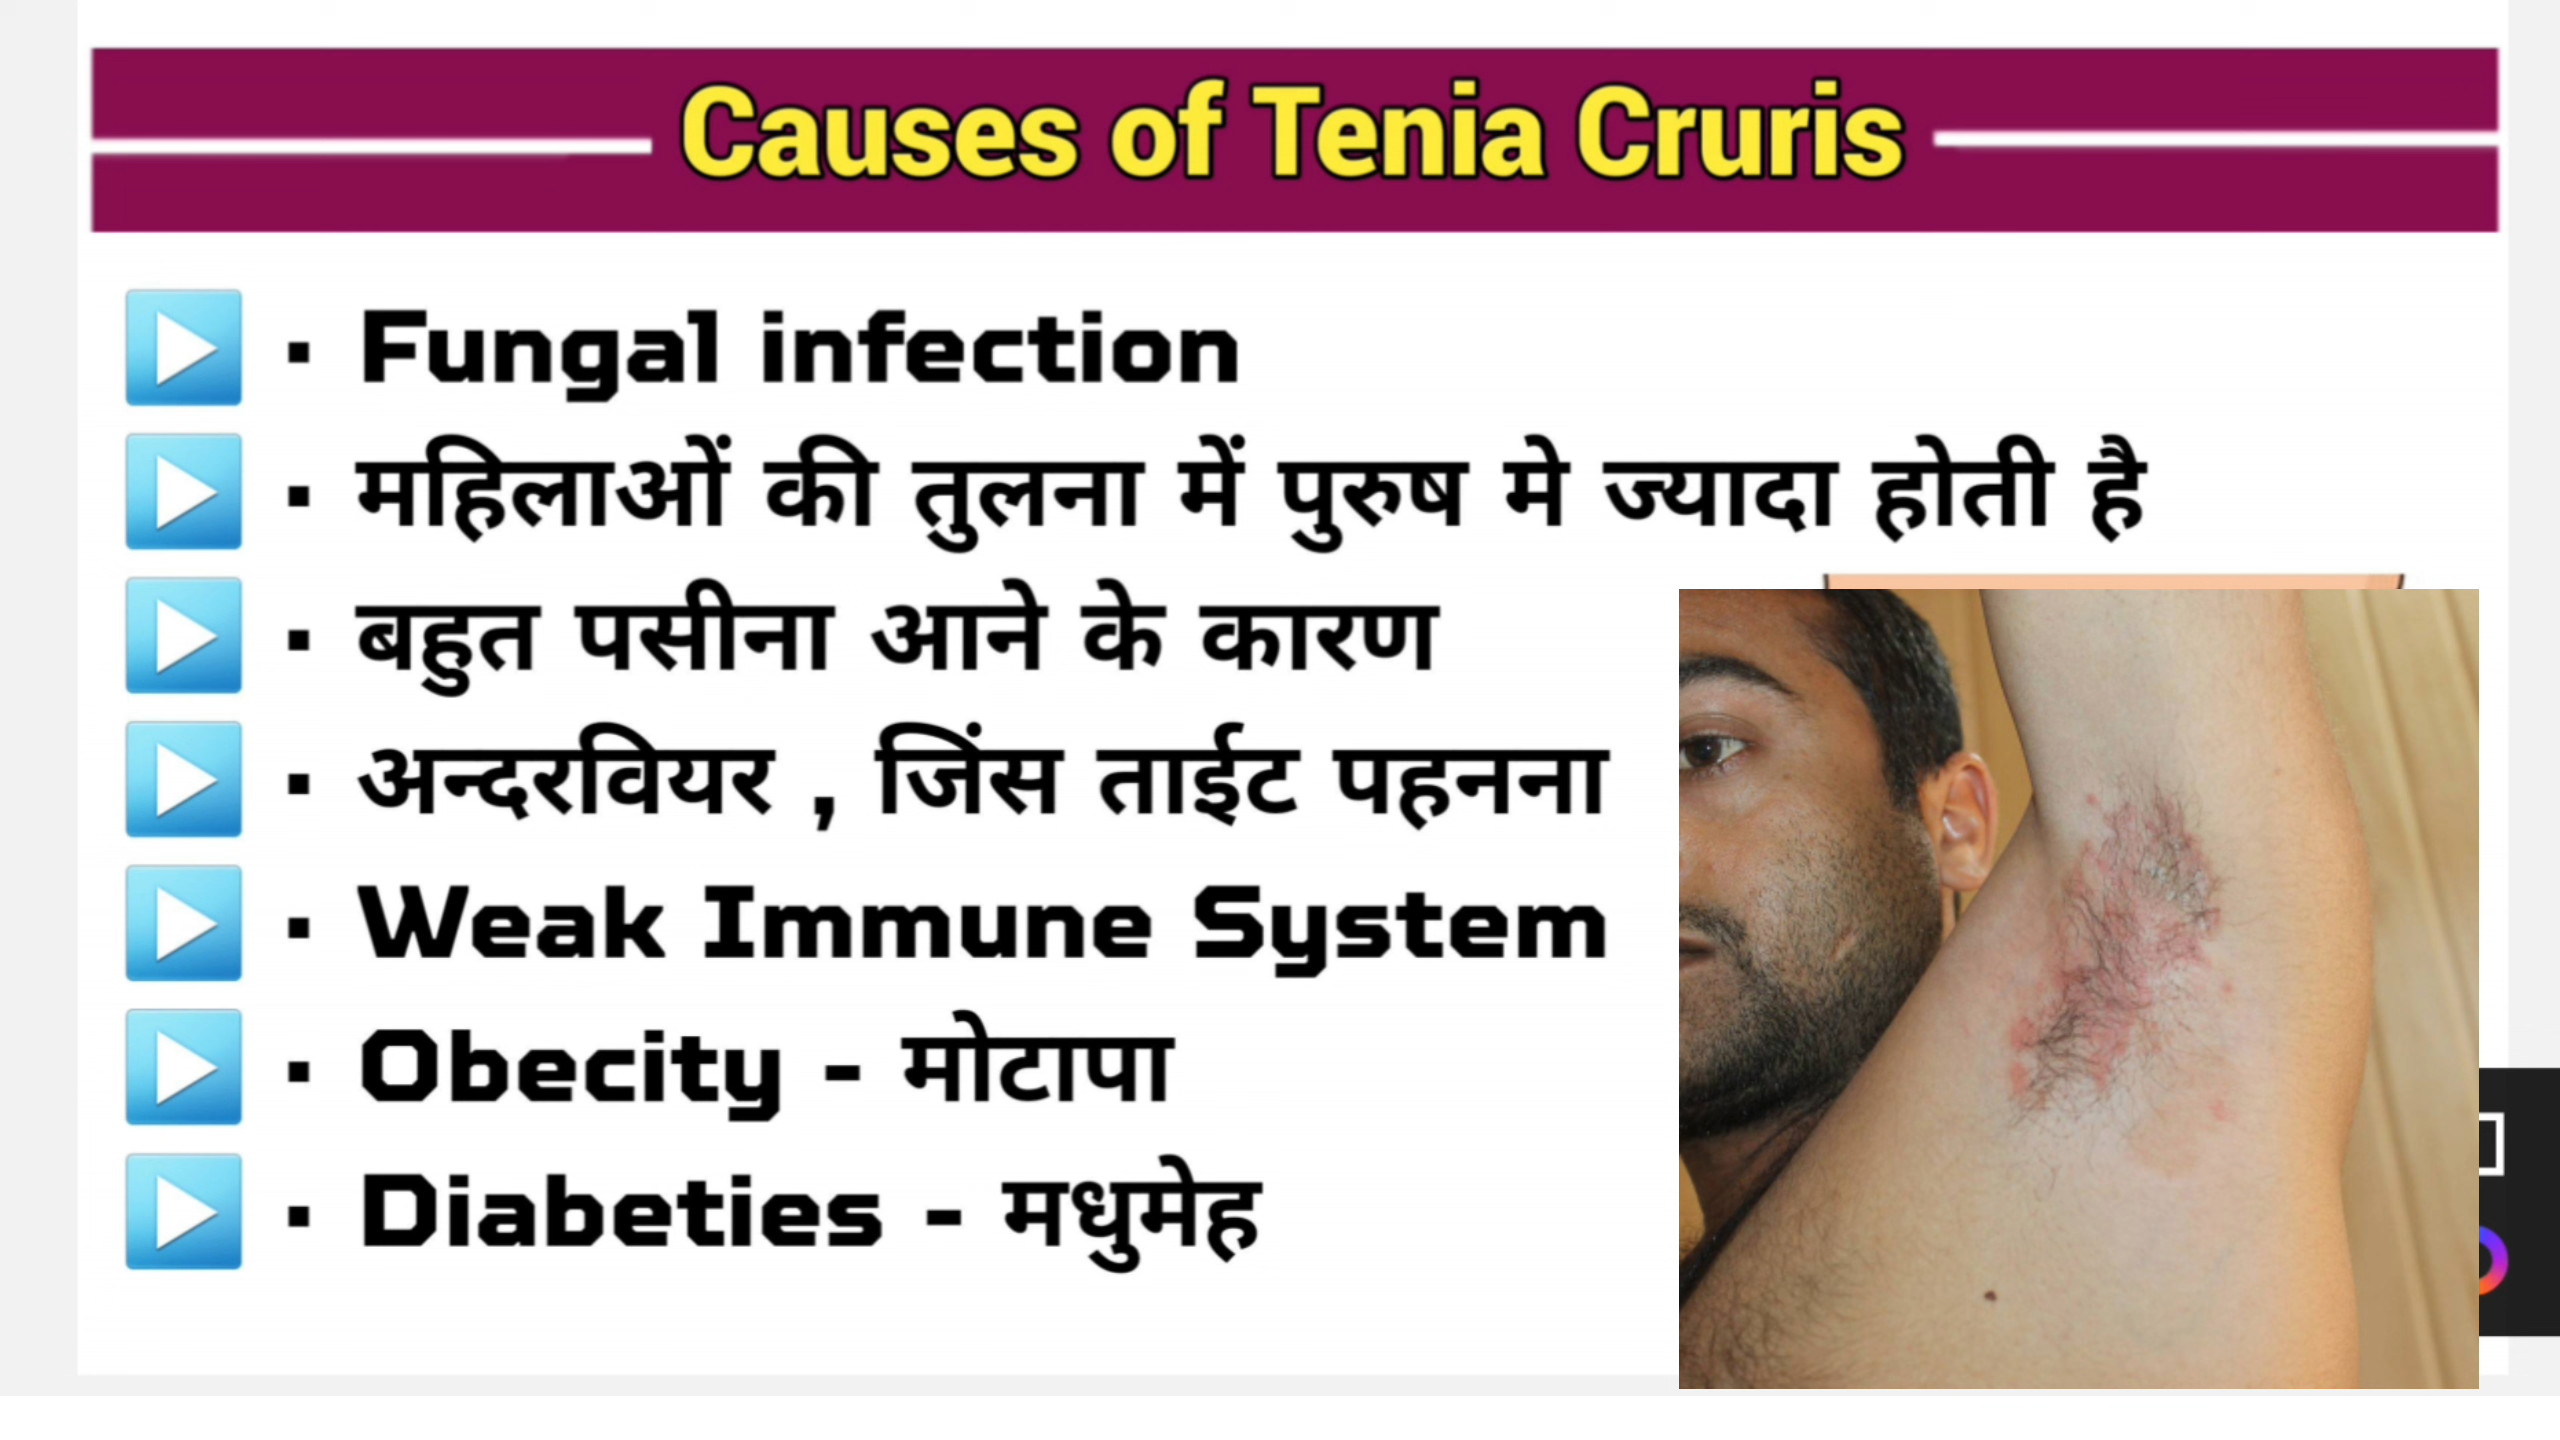 Causes of Tenia Cruris
▶ · Fungal infection
▶ · महिलाओं की तुलना में पुरुष मे ज्यादा होती है
▶ · बहुत पसीना आने के कारण
▶ · अन्दरवियर , जिंस ताईट पहनना
▶ · Weak Immune System
▶ · Obecity - मोटापा
▶ · Diabeties - मधुमेह